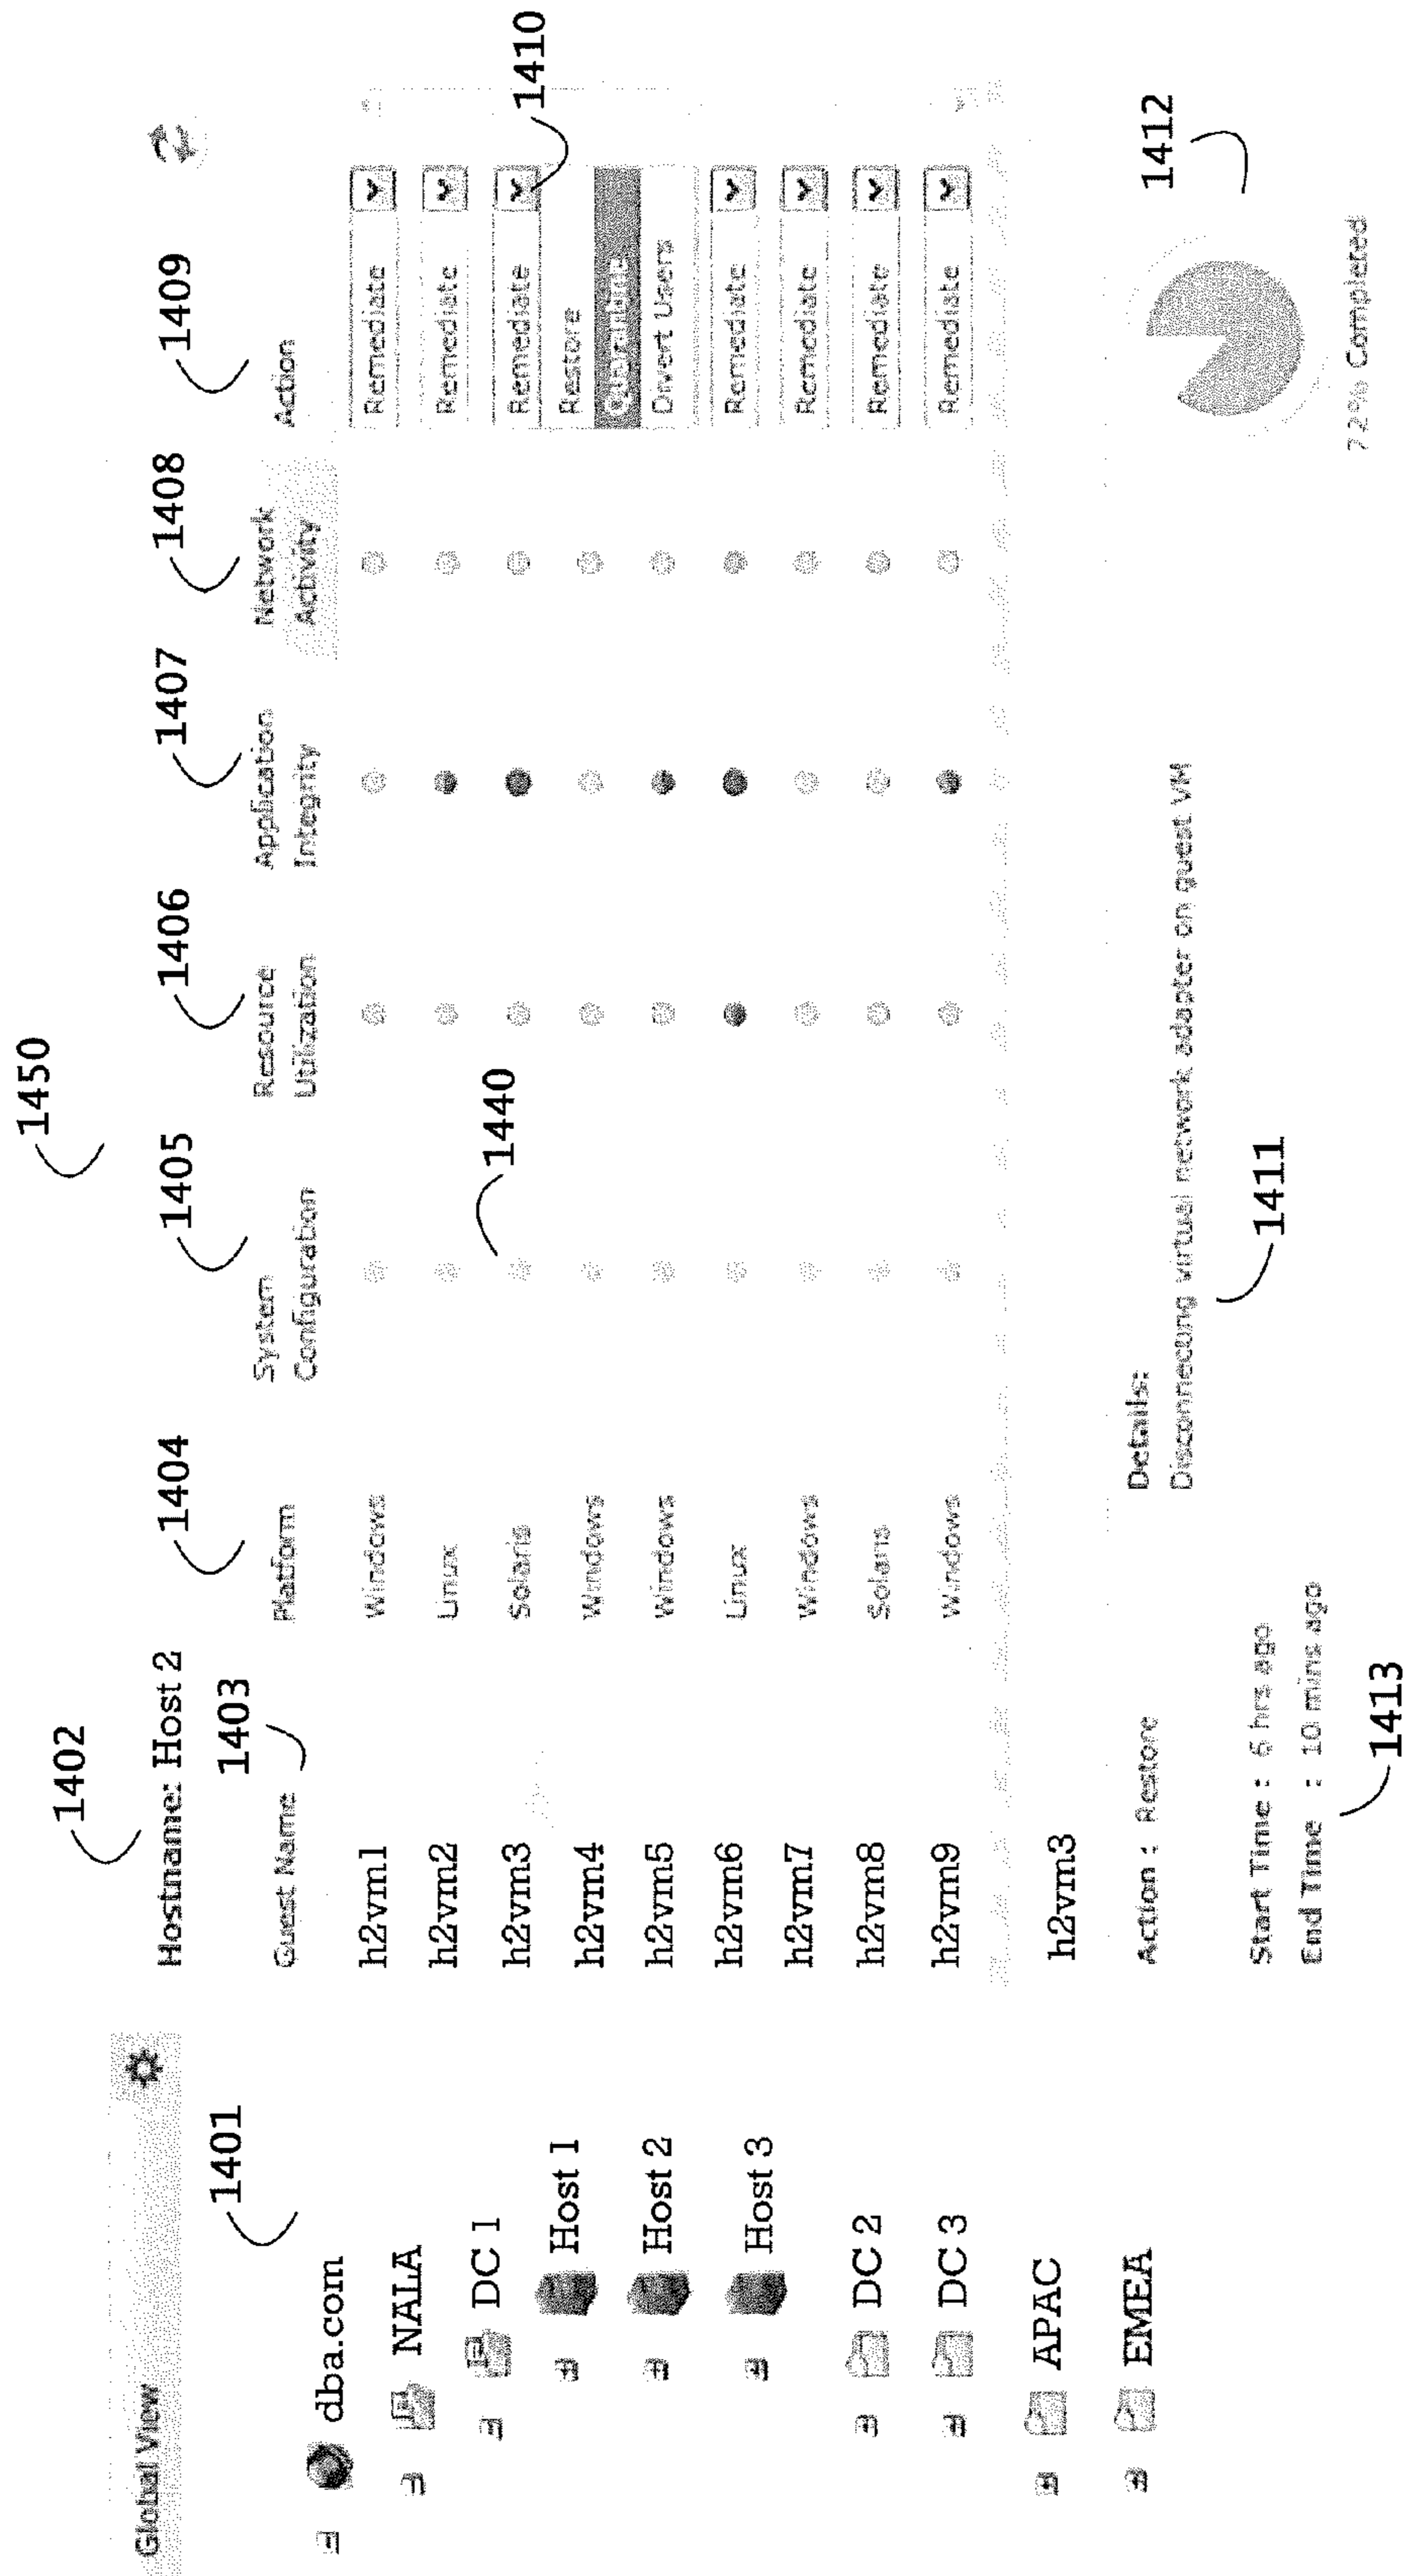 1450
1402
Global View
Hostname: Host 2
1401
1403
1404
1405
1406
1407
1408
1409
Guest Name
Platform
System
Configuration
Resource
Utilization
Application
Integrity
Network
Activity
Action
dba.com
NALA
DC 1
Host 1
Host 2
Host 3
DC 2
DC 3
APAC
EMEA
h2vm1 Windows Remediate
h2vm2 Linux Remediate
h2vm3 Solaris Remediate
1440
1410
h2vm4 Windows Restore
Quarantine
h2vm5 Windows Divert Users
h2vm6 Linux Remediate
h2vm7 Windows Remediate
h2vm8 Solaris Remediate
h2vm9 Windows Remediate
h2vm3
Action : Restore
Details:
Disconnecting virtual network adapter on guest VM
1411
1412
Start Time : 6 hrs ago
End Time : 10 mins ago
1413
72% Completed